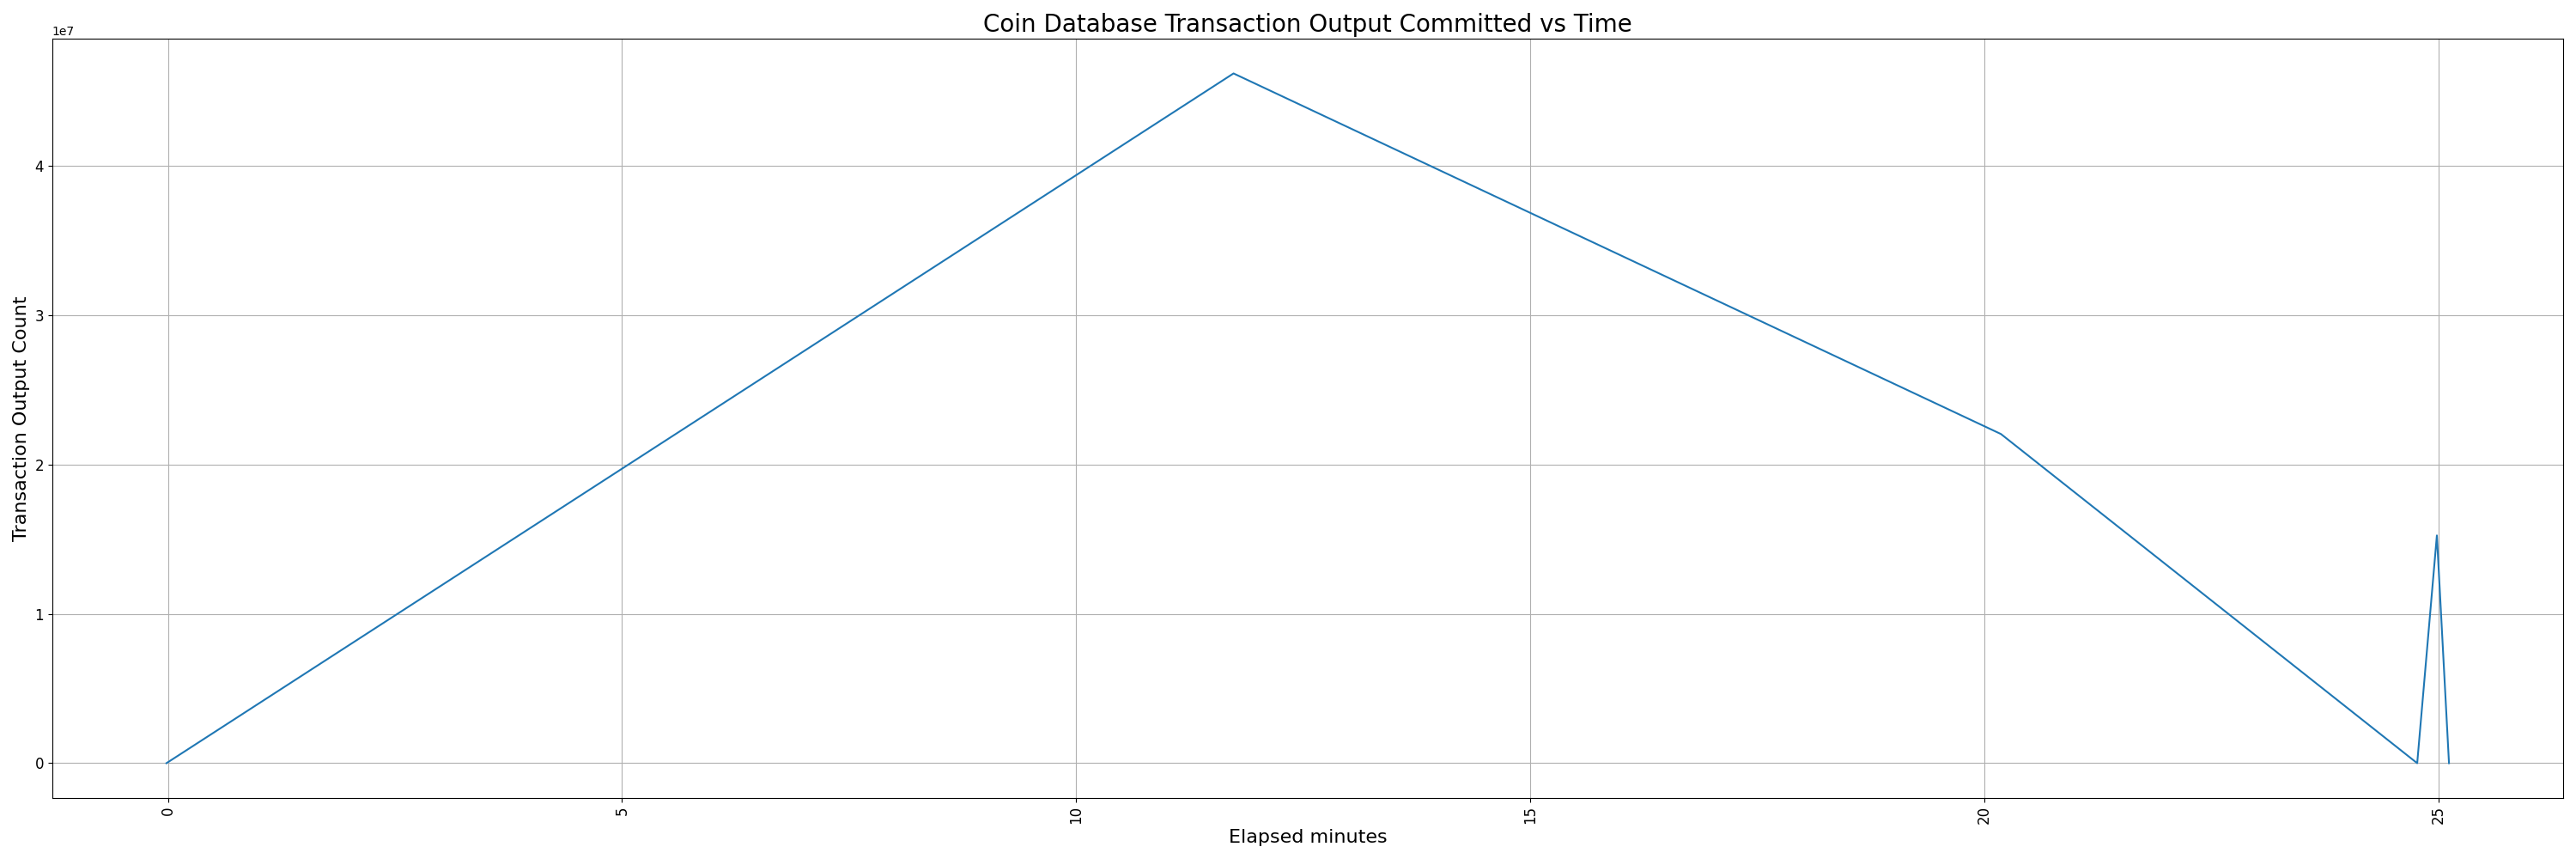 Coin Database Transaction Output Committed vs Time
1e7
4
3
2
1
0
Transaction Output Count
0
5
10
15
20
25
Elapsed minutes